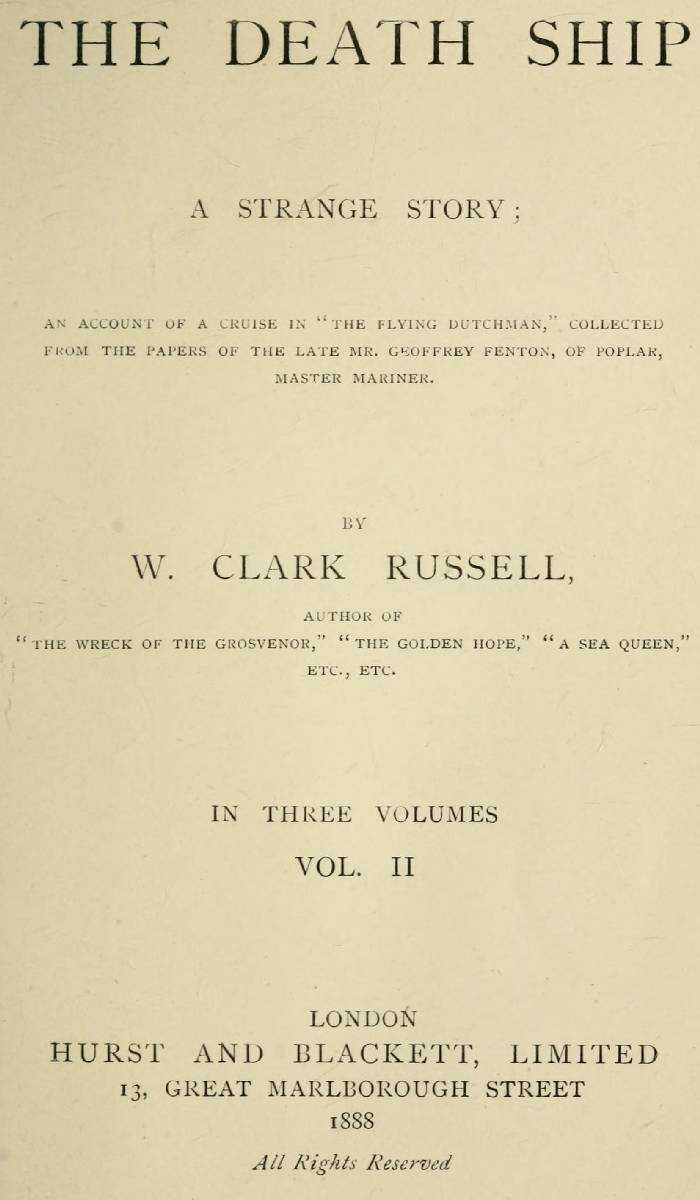 THE DEATH SHIP
A STRANGE STORY;
AN ACCOUNT OF A CRUISE IN "THE FLYING DUTCHMAN," COLLECTED
FROM THE PAPERS OF THE LATE MR. GEOFFREY FENTON, OF POPLAR,
MASTER MARINER.
BY
W. CLARK RUSSELL,
AUTHOR OF
"THE WRECK OF THE GROSVENOR," "THE GOLDEN HOPE," "A SEA QUEEN,"
ETC., ETC.
IN THREE VOLUMES
VOL. II
LONDON
HURST AND BLACKETT, LIMITED
13, GREAT MARLBOROUGH STREET
1888
All Rights Reserved